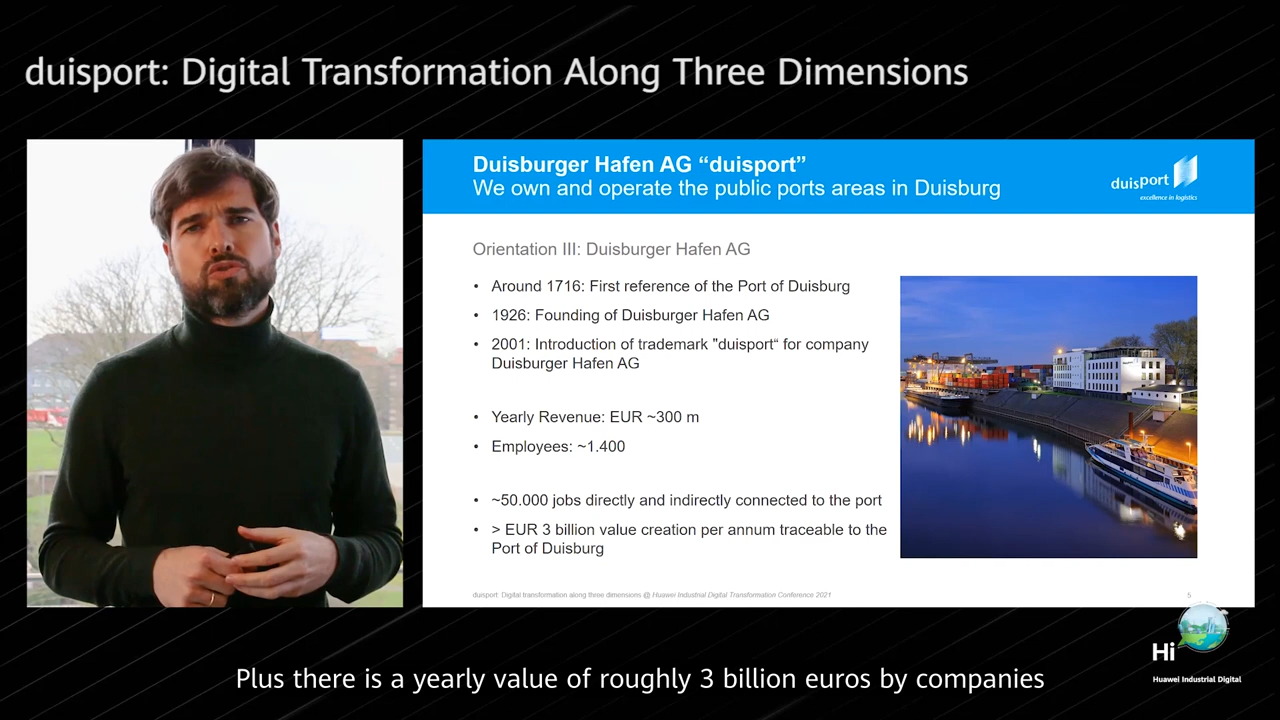 duisport: Digital Transformation Along Three Dimensions
Duisburger Hafen AG “duisport”
We own and operate the public ports areas in Duisburg
duisport
excellence in logistics
Orientation III: Duisburger Hafen AG
• Around 1716: First reference of the Port of Duisburg
• 1926: Founding of Duisburger Hafen AG
• 2001: Introduction of trademark "duisport“ for company
Duisburger Hafen AG
• Yearly Revenue: EUR ~300 m
• Employees: ~1.400
• ~50.000 jobs directly and indirectly connected to the port
• > EUR 3 billion value creation per annum traceable to the
Port of Duisburg
duisport: Digital transformation along three dimensions @ Huawei Industrial Digital Transformation Conference 2021
5
Hi
Huawei Industrial Digital
Plus there is a yearly value of roughly 3 billion euros by companies